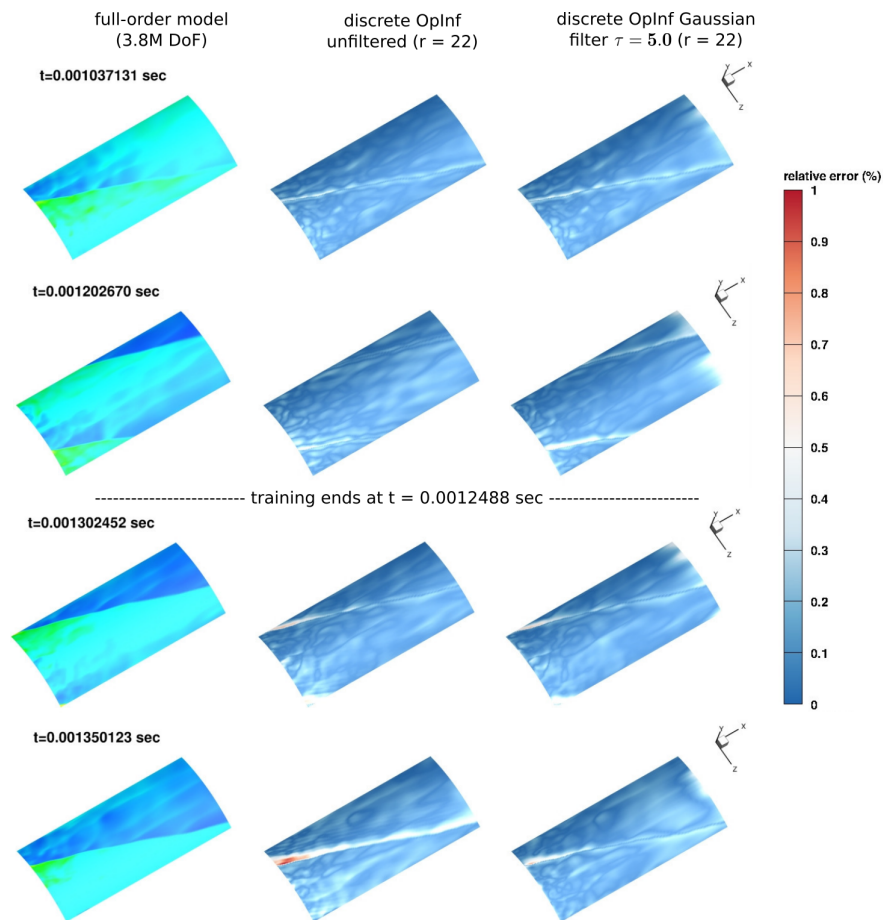 full-order model
(3.8M DoF)
discrete OpInf
unfiltered (r = 22)
discrete OpInf Gaussian
filter τ = 5.0 (r = 22)
t=0.001037131 sec
Y
X
Z
relative error (%)
1
0.9
0.8
0.7
0.6
0.5
0.4
0.3
0.2
0.1
0
t=0.001202670 sec
Y
X
Z
------------------------ training ends at t = 0.0012488 sec ------------------------
t=0.001302452 sec
Y
X
Z
t=0.001350123 sec
Y
X
Z